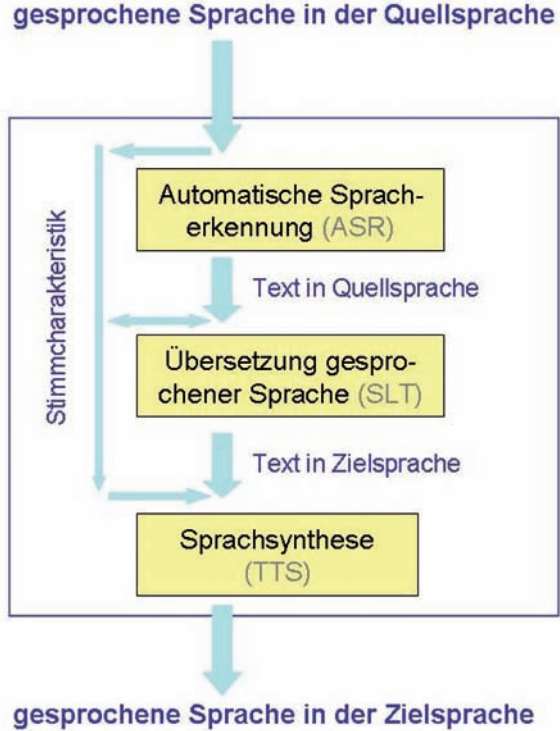 gesprochene Sprache in der Quellsprache
Automatische Sprach-
erkennung (ASR)
Text in Quellsprache
Stimmcharakteristik
Übersetzung gespro-
chener Sprache (SLT)
Text in Zielsprache
Sprachsynthese
(TTS)
gesprochene Sprache in der Zielsprache